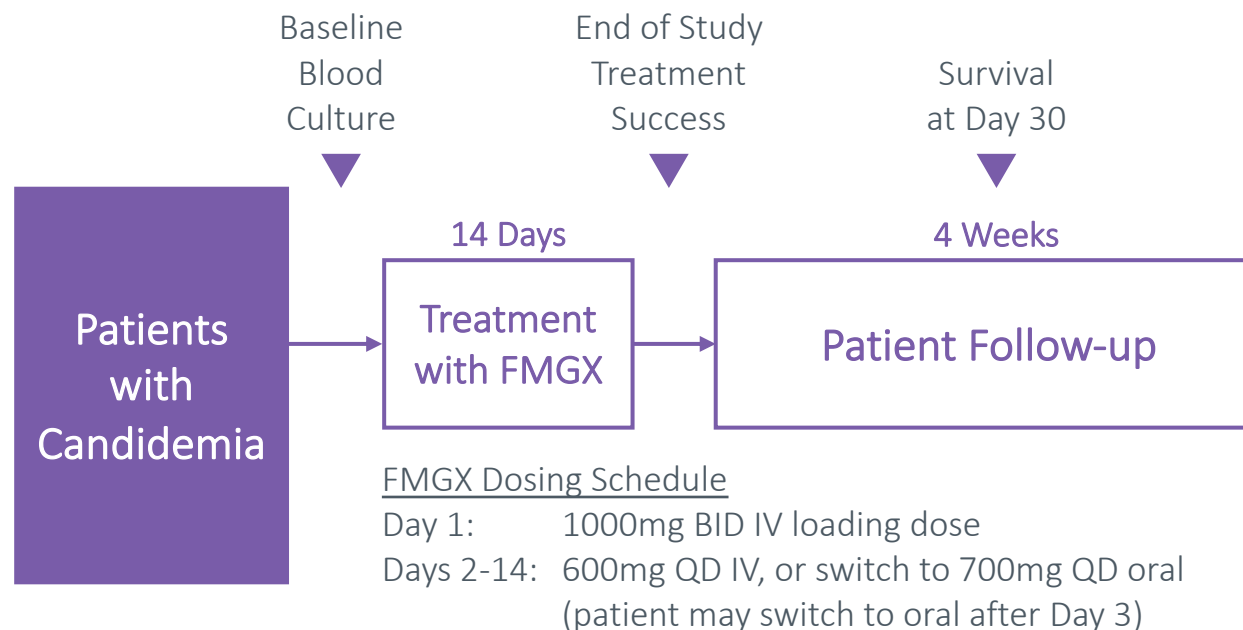 Baseline
Blood
Culture
End of Study
Treatment
Success
Survival
at Day 30
14 Days
4 Weeks
Patients
with
Candidemia
Treatment
with FMGX
Patient Follow-up
FMGX Dosing Schedule
Day 1: 1000mg BID IV loading dose
Days 2-14: 600mg QD IV, or switch to 700mg QD oral
(patient may switch to oral after Day 3)